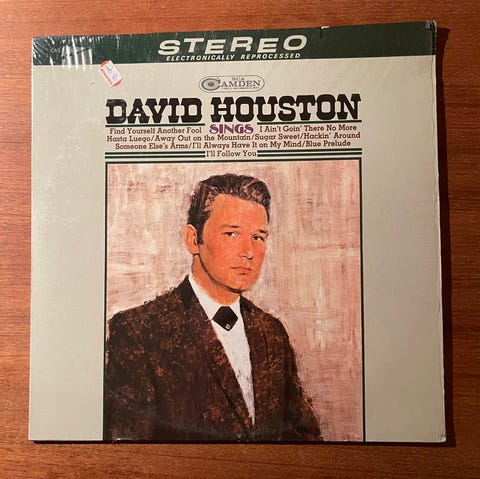 STEREO
ELECTRONICALLY REPROCESSED
RCA
CAMDEN
DAVID HOUSTON
Find Yourself Another Fool SINGS I Ain't Goin' There No More
Hasta Luego/Away Out on the Mountain/Sugar Sweet/Hackin' Around
Someone Else's Arms/I'll Always Have It on My Mind/Blue Prelude
I'll Follow You